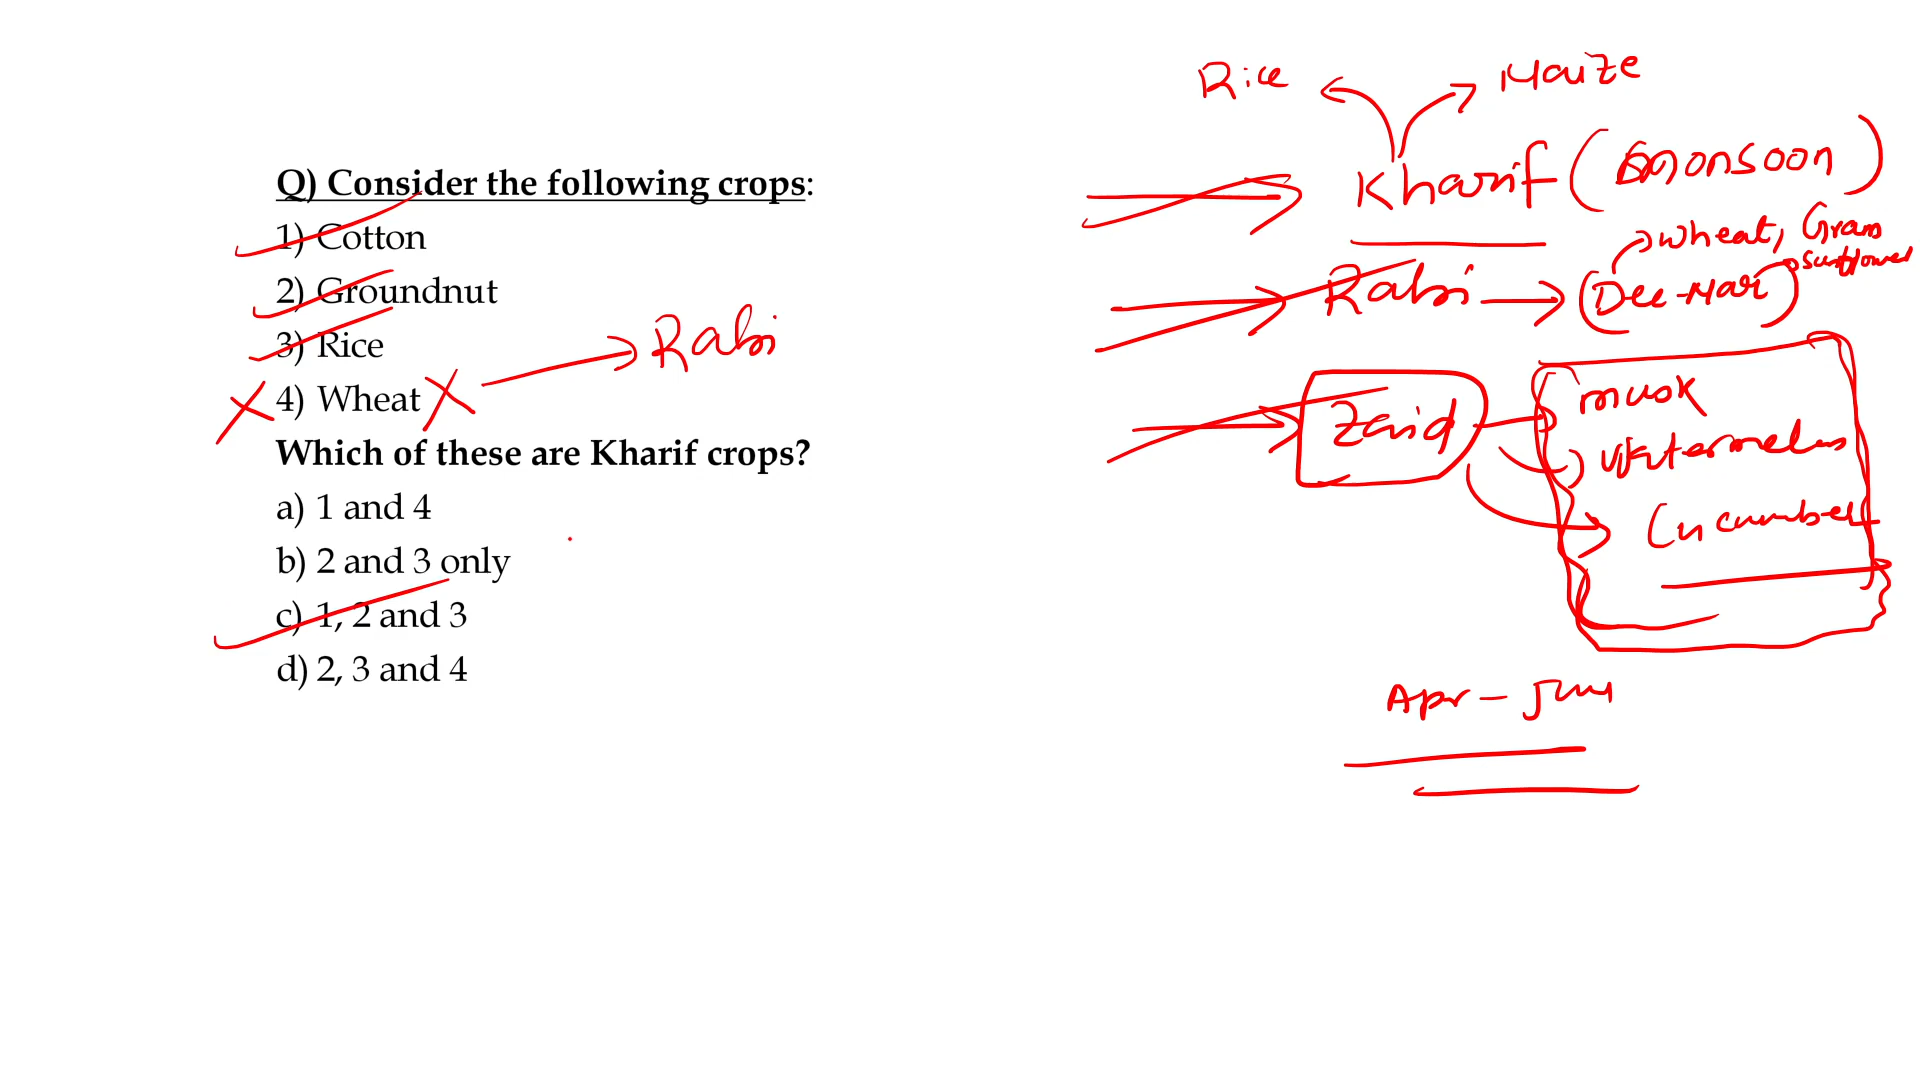 Q) Consider the following crops:
1) Cotton
2) Groundnut
3) Rice
4) Wheat → Rabi
Which of these are Kharif crops?
a) 1 and 4
b) 2 and 3 only
c) 1, 2 and 3
d) 2, 3 and 4
Rice Maize
Kharif (monsoon)
wheat, Gram
sunflower
Rabi → (Dec-Mar)
Zaid
musk
Watermelon
Cucumber
Apr - Jun